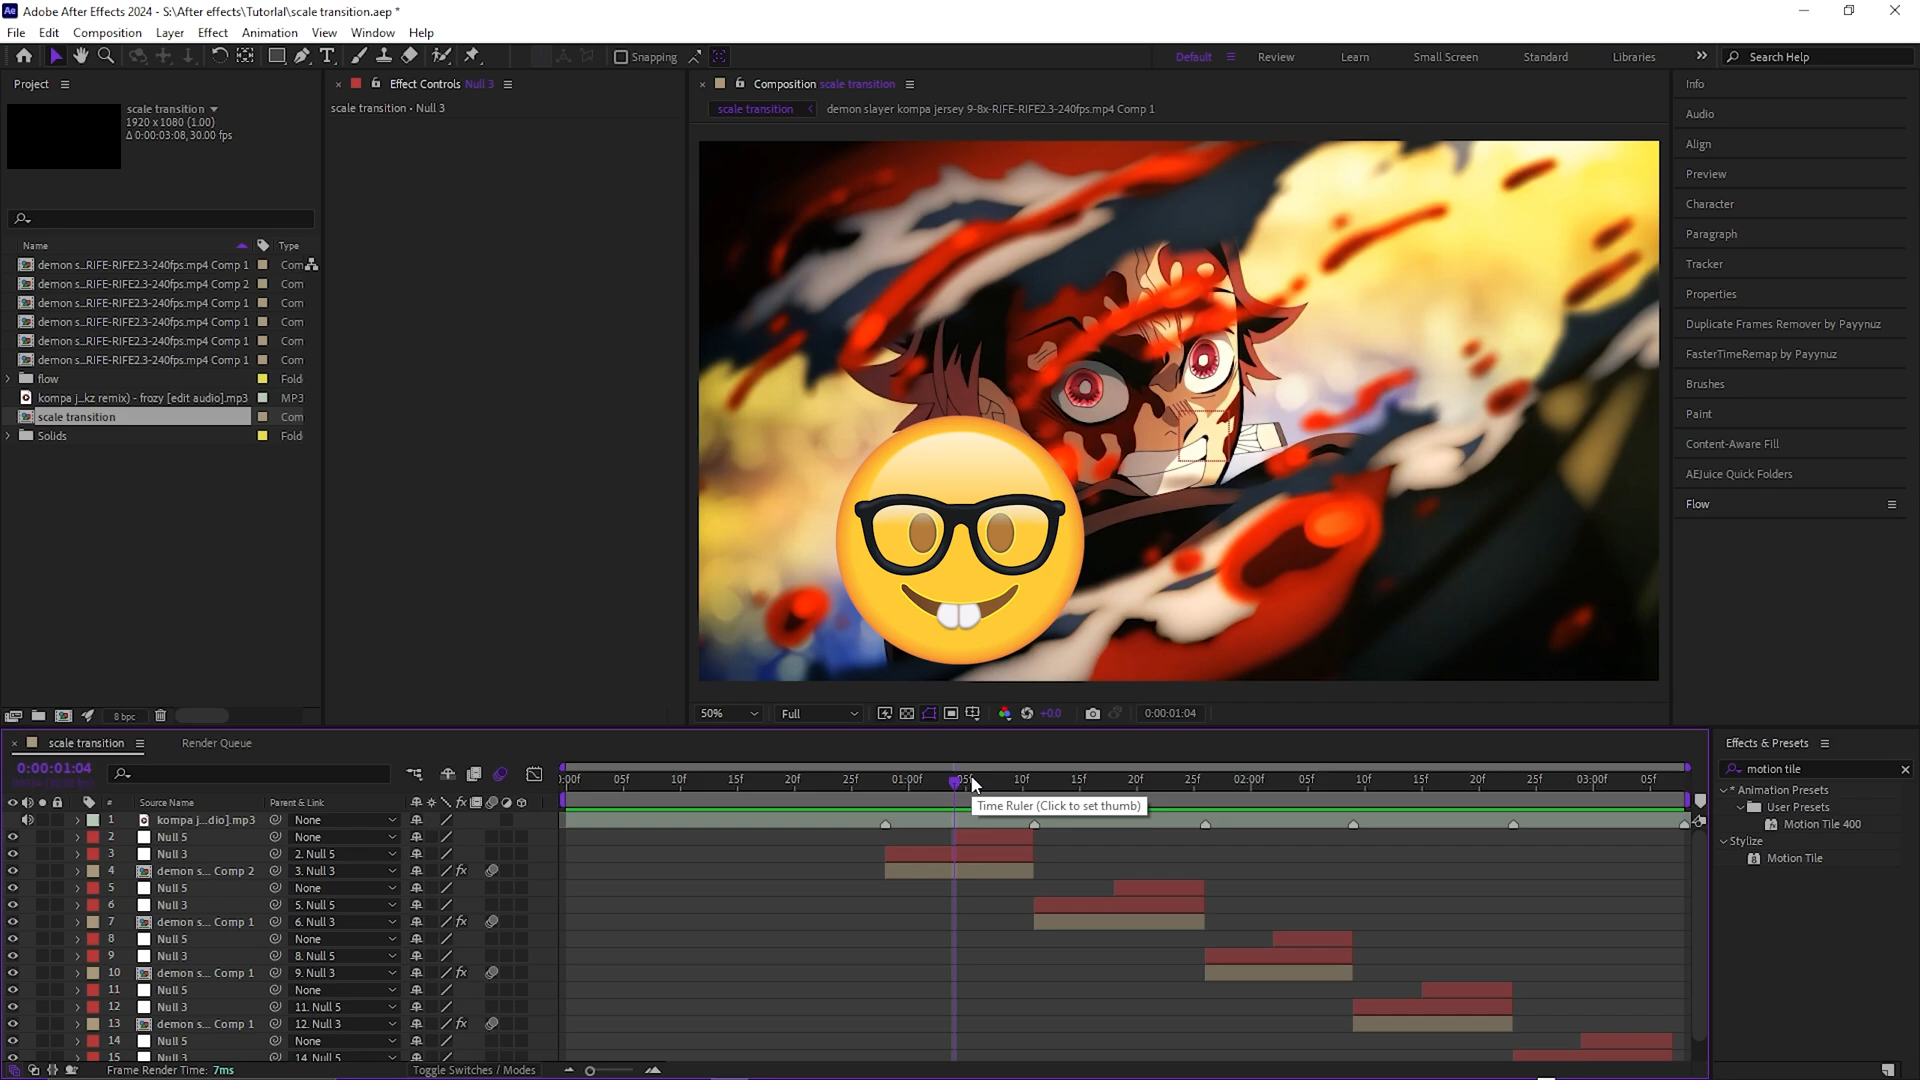 Adobe After Effects 2024 - S:\After effects\Tutorlal\scale transition.aep *
File Edit Composition Layer Effect Animation View Window Help
Snapping
Default Review Learn Small Screen Standard Libraries Search Help
Project
Effect Controls Null 3
Composition scale transition
scale transition
1920 x 1080 (1.00)
Δ 0:00:03:08, 30.00 fps
scale transition • Null 3
scale transition
demon slayer kompa jersey 9-8x-RIFE-RIFE2.3-240fps.mp4 Comp 1
Name Type
demon s...RIFE-RIFE2.3-240fps.mp4 Comp 1 Com
demon s...RIFE-RIFE2.3-240fps.mp4 Comp 2 Com
demon s...RIFE-RIFE2.3-240fps.mp4 Comp 1 Com
demon s...RIFE-RIFE2.3-240fps.mp4 Comp 1 Com
demon s...RIFE-RIFE2.3-240fps.mp4 Comp 1 Com
demon s...RIFE-RIFE2.3-240fps.mp4 Comp 1 Com
flow Fold
kompa j...kz remix) - frozy [edit audio].mp3 MP3
scale transition Com
Solids Fold
8 bpc
50% Full +0.0 0:00:01:04
Info
Audio
Align
Preview
Character
Paragraph
Tracker
Properties
Duplicate Frames Remover by Payynuz
FasterTimeRemap by Payynuz
Brushes
Paint
Content-Aware Fill
AEJuice Quick Folders
Flow
scale transition Render Queue
0:00:01:04
:00f 05f 10f 15f 20f 25f 01:00f 05f 10f 15f 20f 25f 02:00f 05f 10f 15f 20f 25f 03:00f 05f
Time Ruler (Click to set thumb)
# Source Name Parent & Link
1 kompa j...dio].mp3 None
2 Null 5 None
3 Null 3 2. Null 5
4 demon s... Comp 2 3. Null 3 fx
5 Null 5 None
6 Null 3 5. Null 5
7 demon s... Comp 1 6. Null 3 fx
8 Null 5 None
9 Null 3 8. Null 5
10 demon s... Comp 1 9. Null 3 fx
11 Null 5 None
12 Null 3 11. Null 5
13 demon s... Comp 1 12. Null 3 fx
14 Null 5 None
15 Null 3 14. Null 5
Frame Render Time: 7ms
Toggle Switches / Modes
Effects & Presets
motion tile
* Animation Presets
User Presets
Motion Tile 400
Stylize
Motion Tile